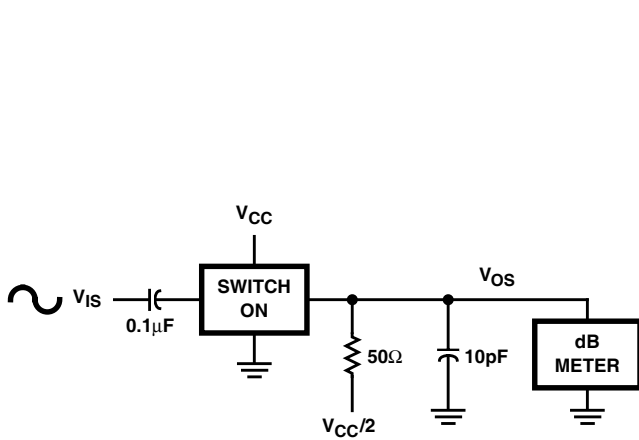 VCC
VIS
0.1µF
SWITCH
ON
VOS
50Ω
10pF
dB
METER
VCC/2